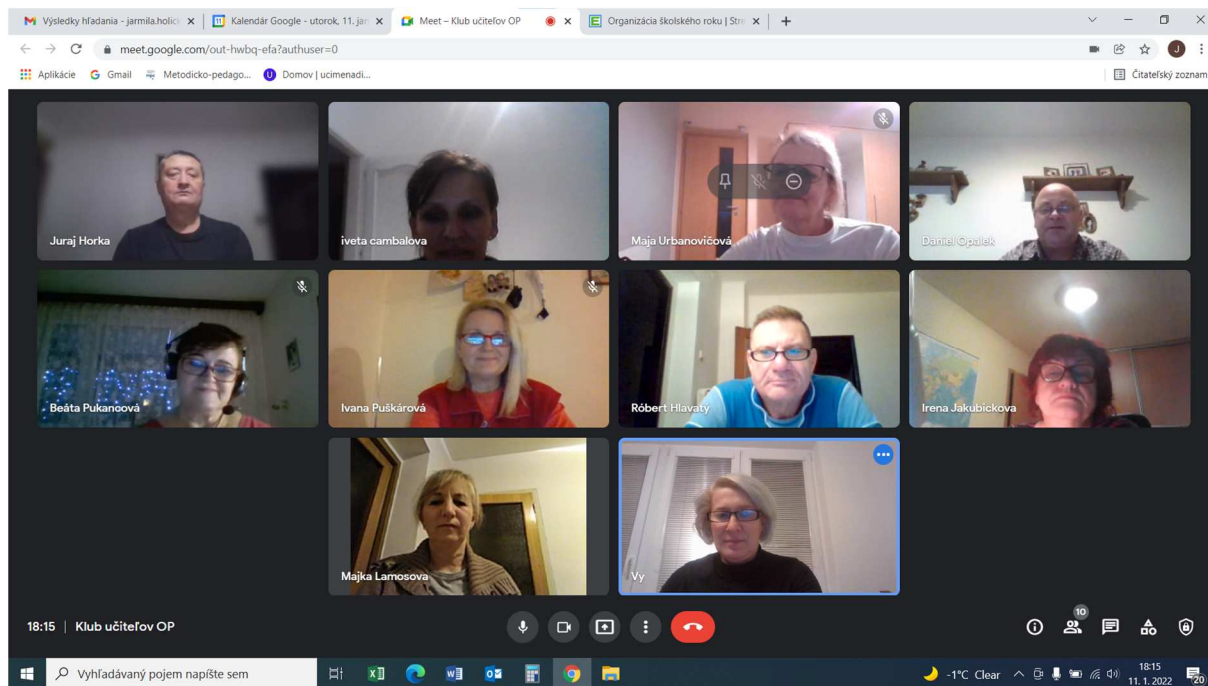 Výsledky hľadania - jarmila.holick
Kalendár Google - utorok, 11. jan
Meet – Klub učiteľov OP
Organizácia školského roku | Stre
meet.google.com/out-hwbq-efa?authuser=0
J
Aplikácie
Gmail
Metodicko-pedago...
Domov | ucimenadi...
Čitateľský zoznam
Juraj Horka
iveta cambalova
Maja Urbanovičová
Daniel Opalek
Beáta Pukancová
Ivana Puškárová
Róbert Hlavatý
Irena Jakubickova
Majka Lamosova
Vy
18:15 | Klub učiteľov OP
10
Vyhľadávaný pojem napíšte sem
-1°C Clear
18:15
11. 1. 2022
20